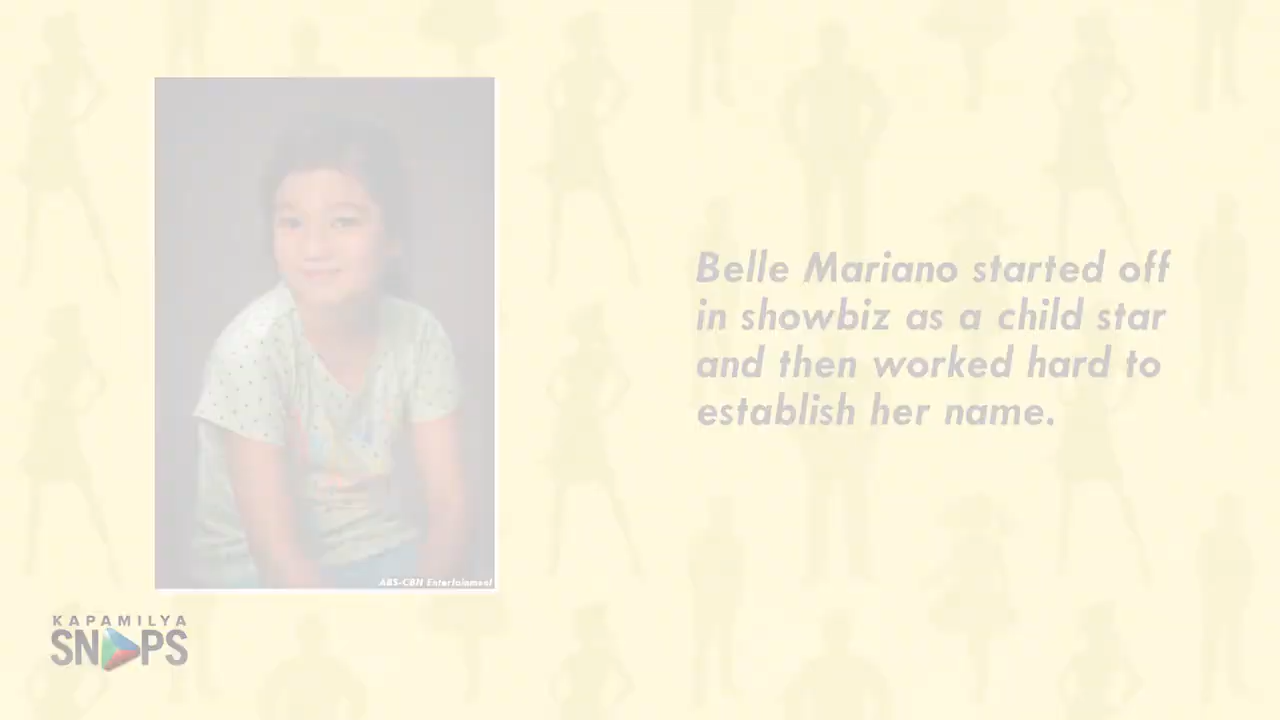 Belle Mariano started off
in showbiz as a child star
and then worked hard to
establish her name.
ABS-CBN Entertainment
KAPAMILYA
SNAPS